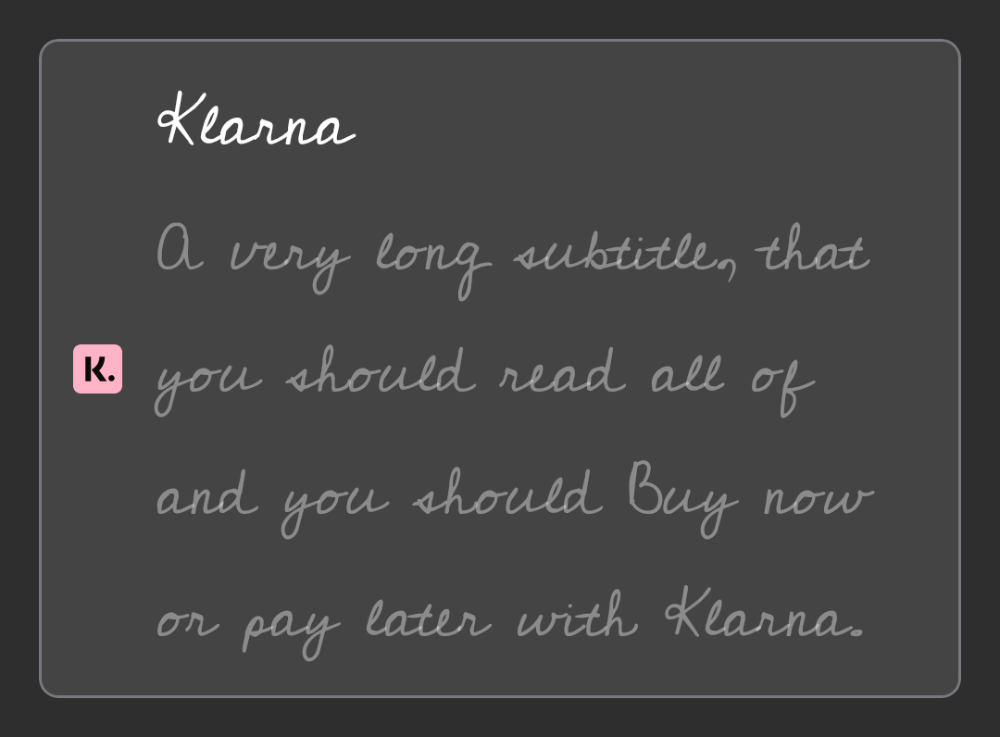 Klarna
A very long subtitle, that
K. you should read all of
and you should Buy now
or pay later with Klarna.